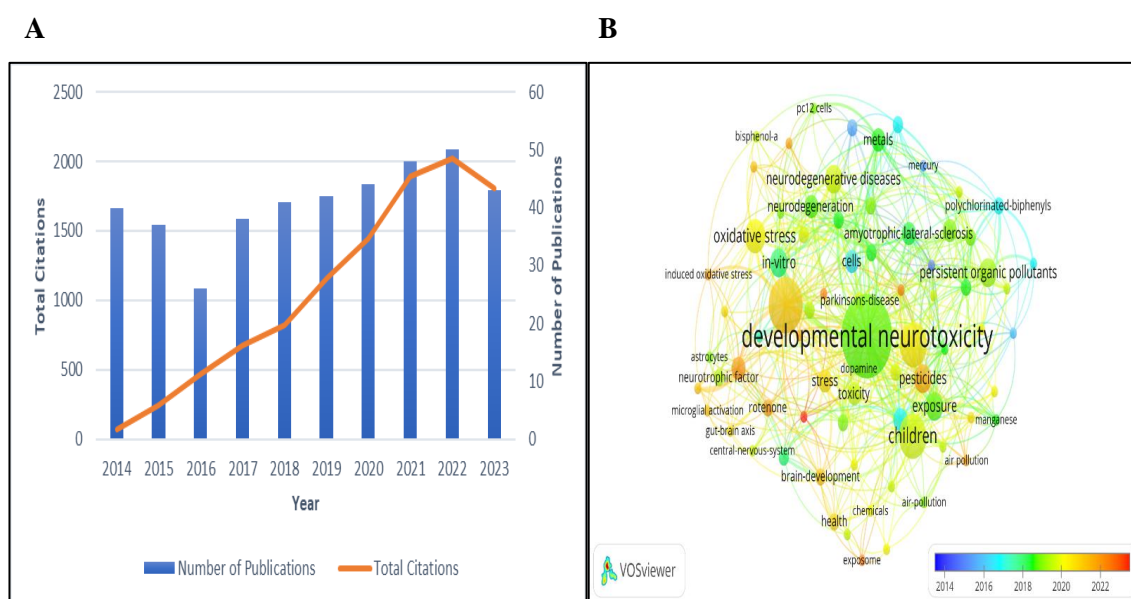 A
B
2500
2000
1500
1000
500
0
Total Citations
60
50
40
30
20
10
0
Number of Publications
2014 2015 2016 2017 2018 2019 2020 2021 2022 2023
Year
Number of Publications Total Citations
pc12 cells
bisphenol-a
metals
mercury
neurodegenerative diseases
neurodegeneration
polychlorinated-biphenyls
oxidative stress
amyotrophic-lateral-sclerosis
in-vitro
cells
induced oxidative stress
persistent organic pollutants
parkinsons-disease
developmental neurotoxicity
astrocytes
dopamine
neurotrophic factor
stress
pesticides
toxicity
microglial activation
rotenone
exposure
manganese
gut-brain axis
children
central-nervous-system
air pollution
brain-development
air-pollution
chemicals
health
exposome
VOSviewer
2014 2016 2018 2020 2022